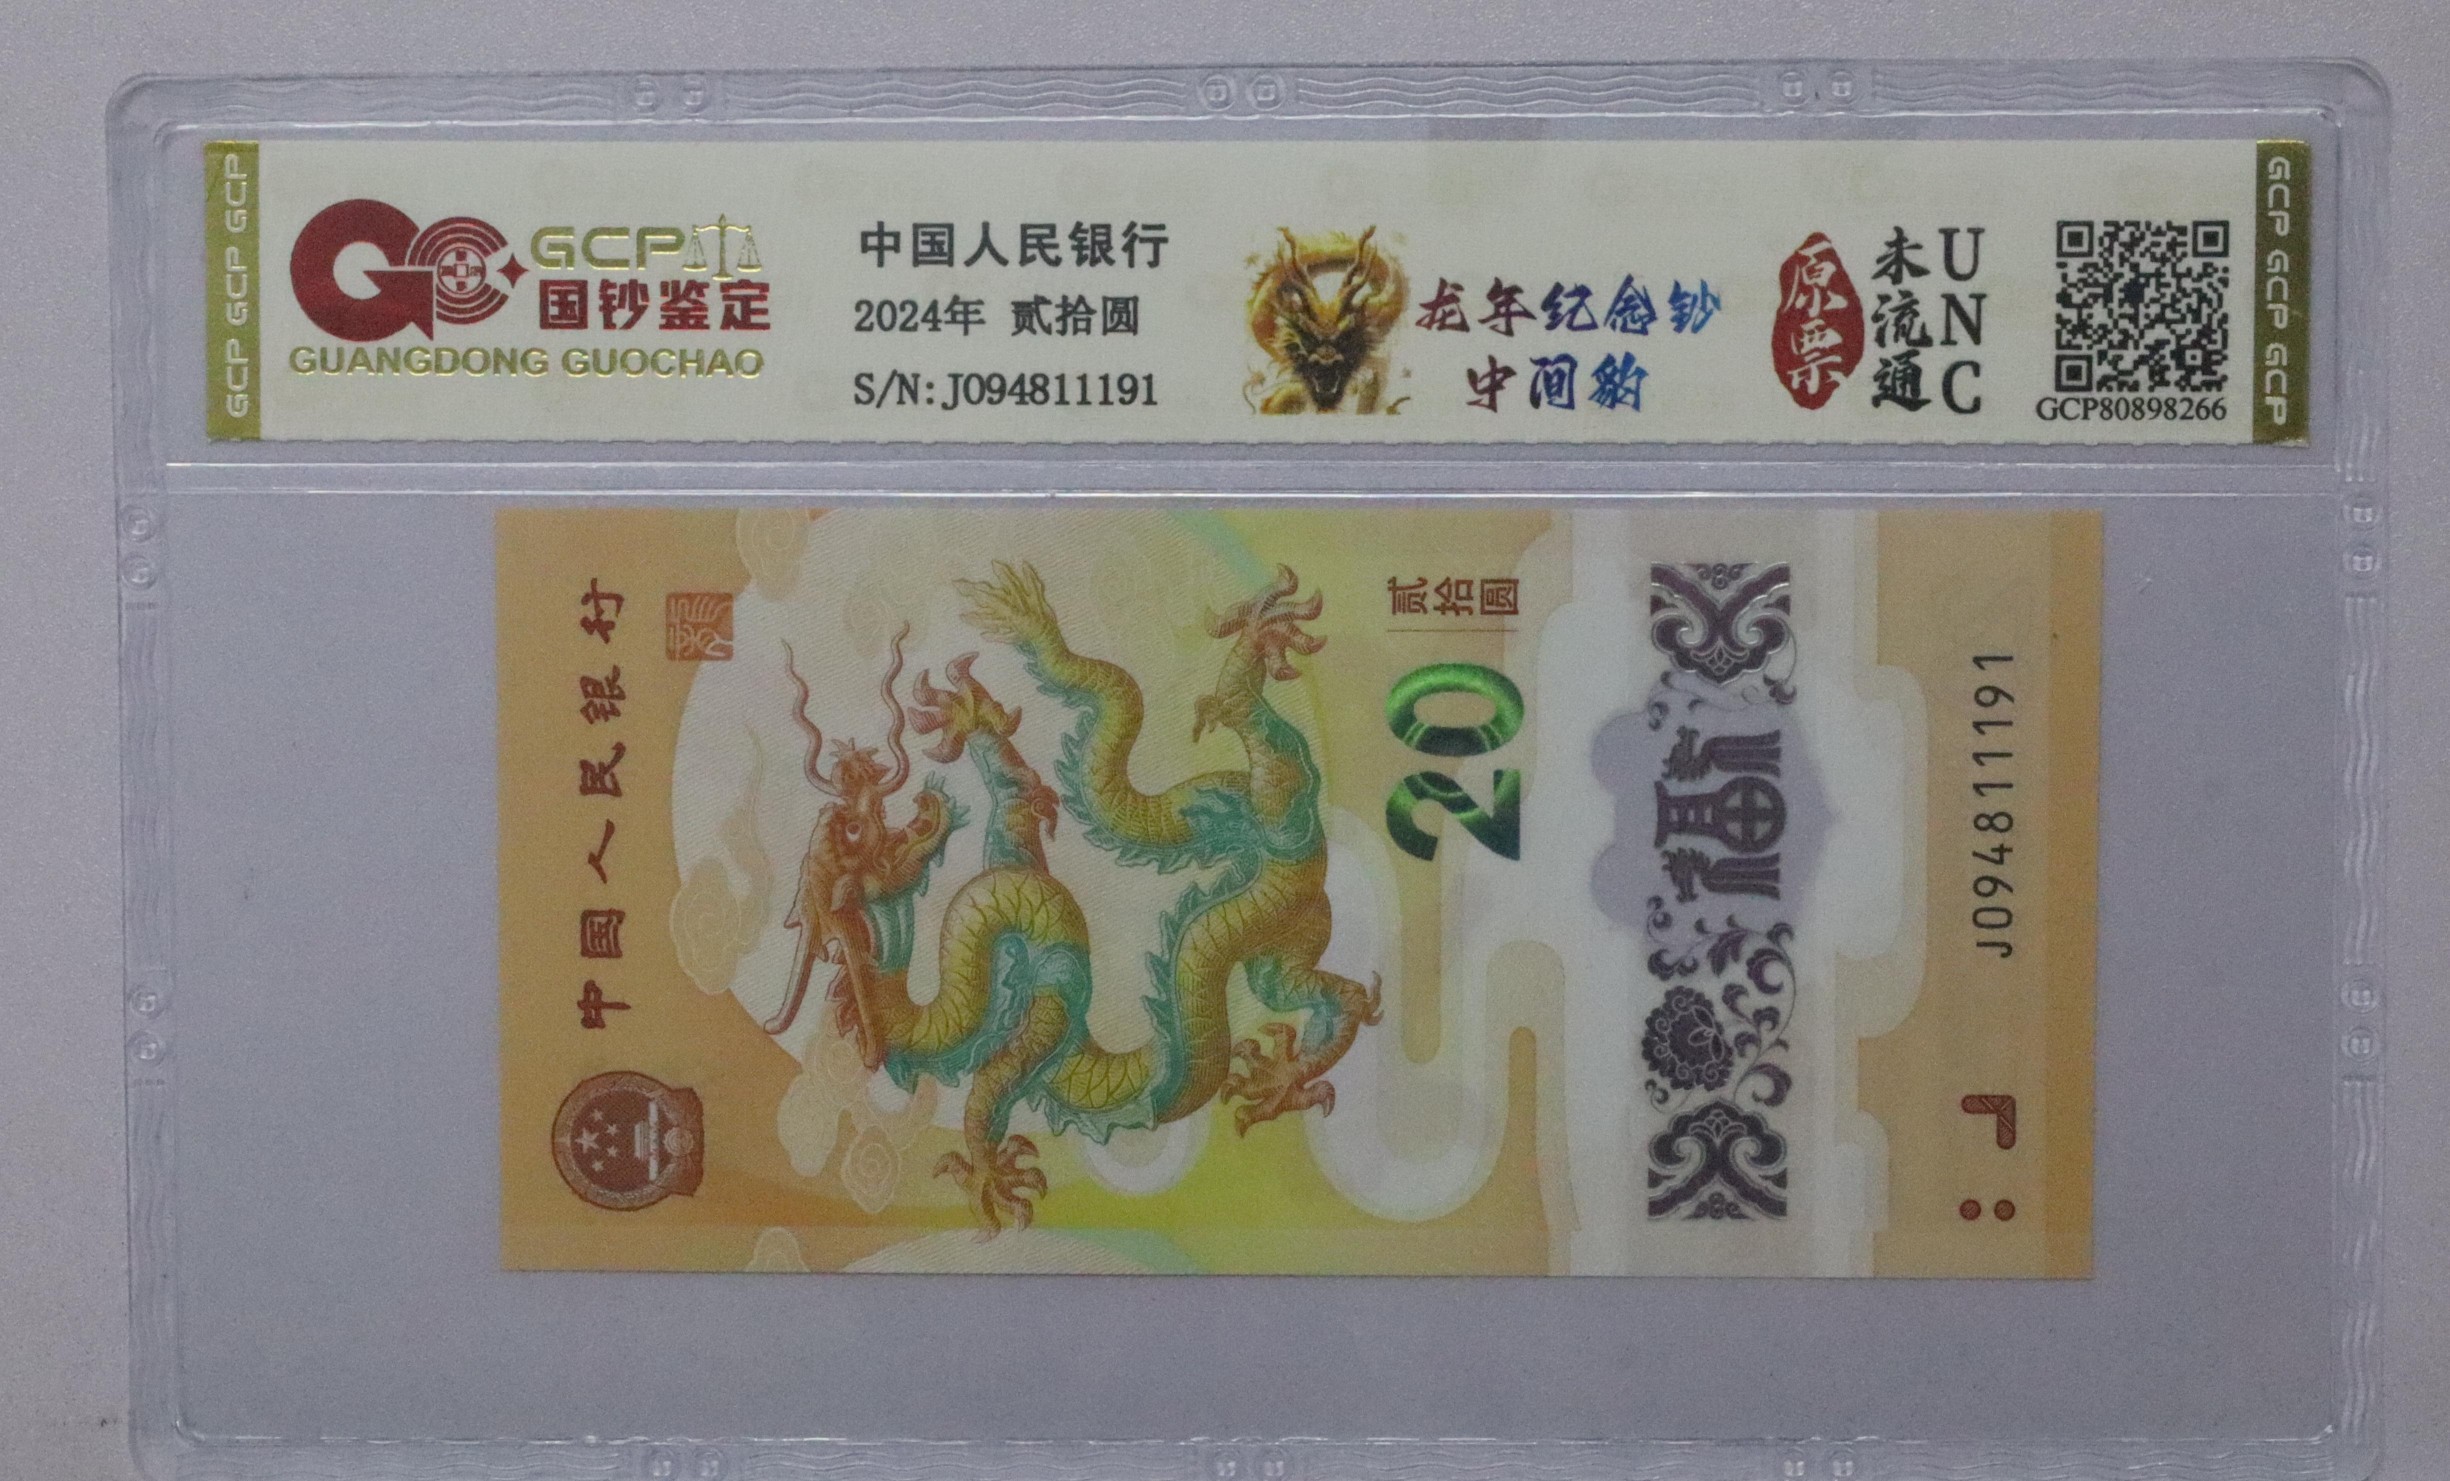 GCP GCP GCP
GCP
国钞鉴定
GUANGDONG GUOCHAO
中国人民银行
2024年 贰拾圆
S/N:J094811191
龙年纪念钞
中间豹
原票
未流通
UNC
GCP80898266
GCP GCP GCP
中国人民银行
贰拾圆
20
J094811191